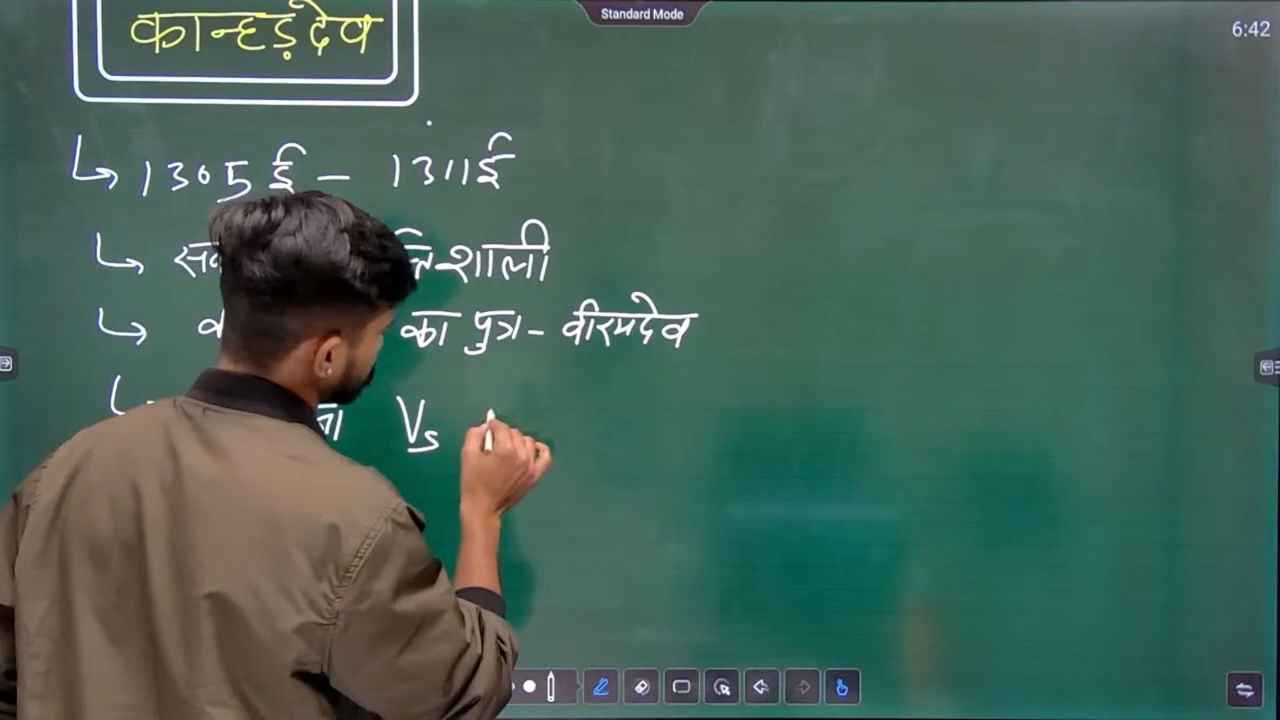 Standard Mode
6:42
कान्हड़देव
↳ 1305 ई – 1311 ई
↳ शाली
↳ का पुत्र - वीरमदेव
↳ Vs